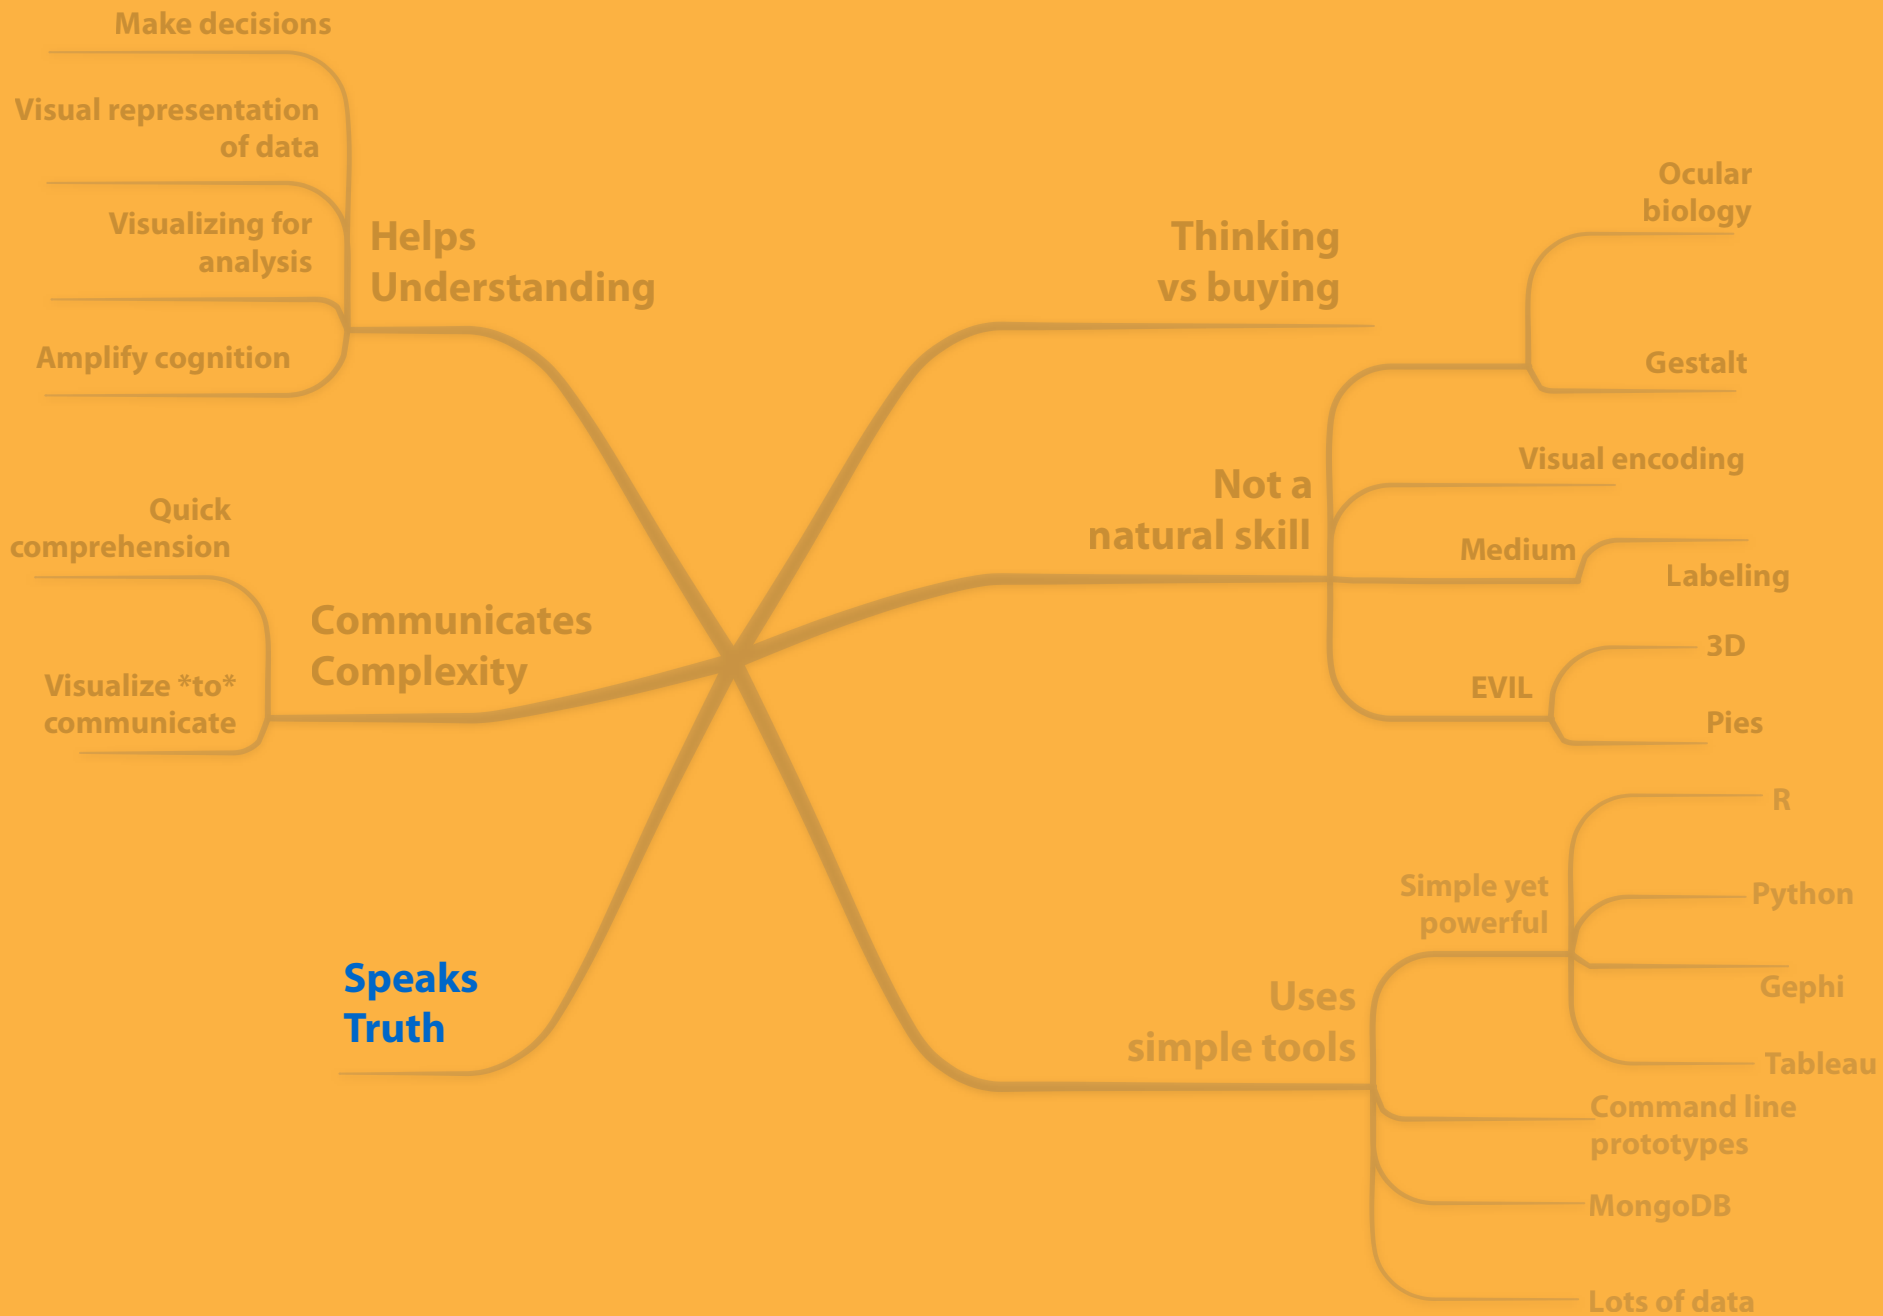 Make decisions
Visual representation
of data
Visualizing for
analysis
Amplify cognition
Helps
Understanding
Quick
comprehension
Visualize *to*
communicate
Communicates
Complexity
Speaks
Truth
Thinking
vs buying
Ocular
biology
Gestalt
Not a
natural skill
Visual encoding
Medium
Labeling
EVIL
3D
Pies
Uses
simple tools
Simple yet
powerful
R
Python
Gephi
Tableau
Command line
prototypes
MongoDB
Lots of data